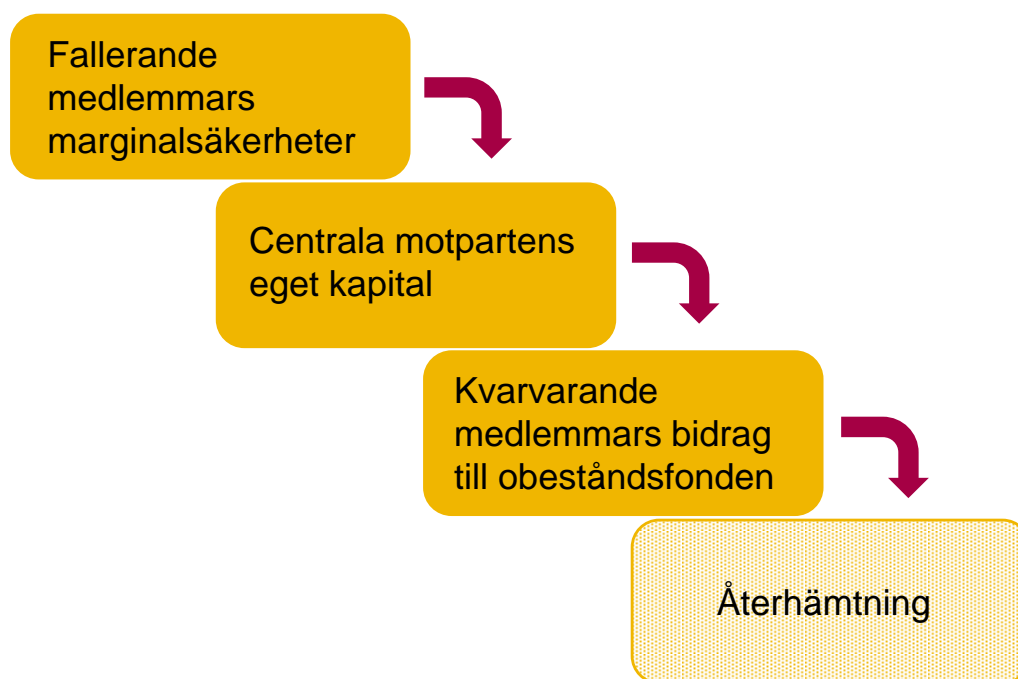 Fallerande
medlemmars
marginalsäkerheter
Centrala motpartens
eget kapital
Kvarvarande
medlemmars bidrag
till obeståndsfonden
Återhämtning